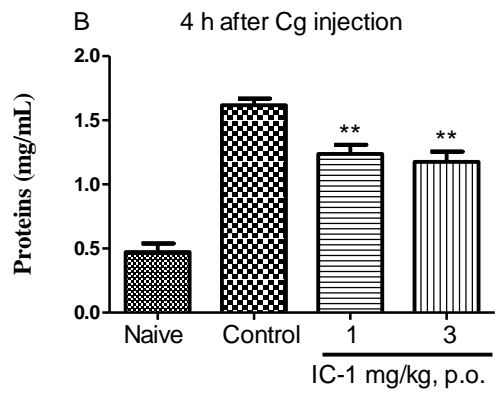 B 4 h after Cg injection
Proteins (mg/mL)
2.0
1.5
1.0
0.5
0.0
** **
Naive Control 1 3
IC-1 mg/kg, p.o.